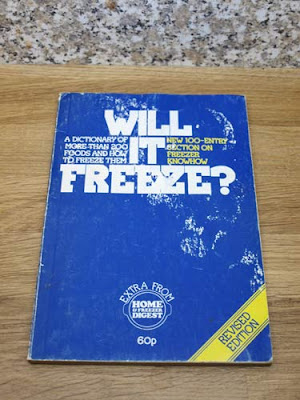 WILL
IT
FREEZE?
A DICTIONARY OF
MORE THAN 200
FOODS AND HOW
TO FREEZE THEM
NEW 100-ENTRY
SECTION ON
FREEZER
KNOWHOW
EXTRA FROM
HOME
& FREEZER
DIGEST
60p
REVISED
EDITION